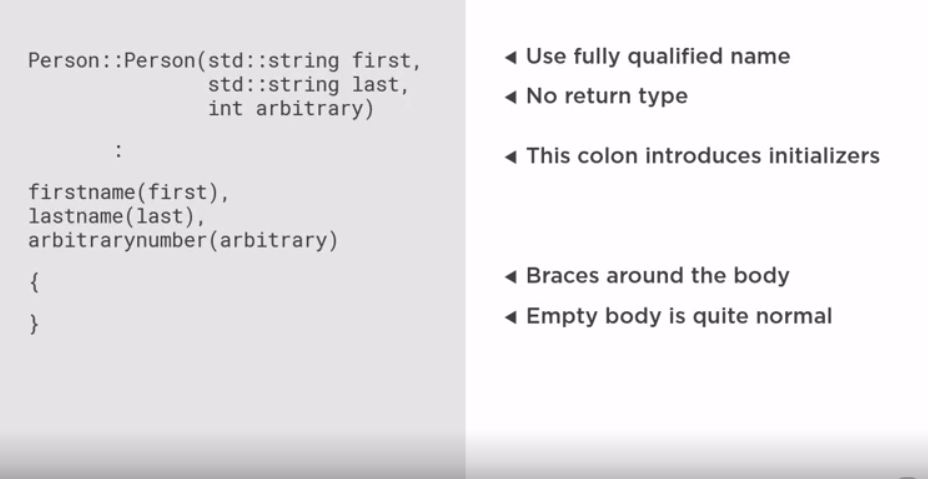 Person::Person(std::string first,
std::string last,
int arbitrary)
:
firstname(first),
lastname(last),
arbitrarynumber(arbitrary)
{
}
◂ Use fully qualified name
◂ No return type
◂ This colon introduces initializers
◂ Braces around the body
◂ Empty body is quite normal